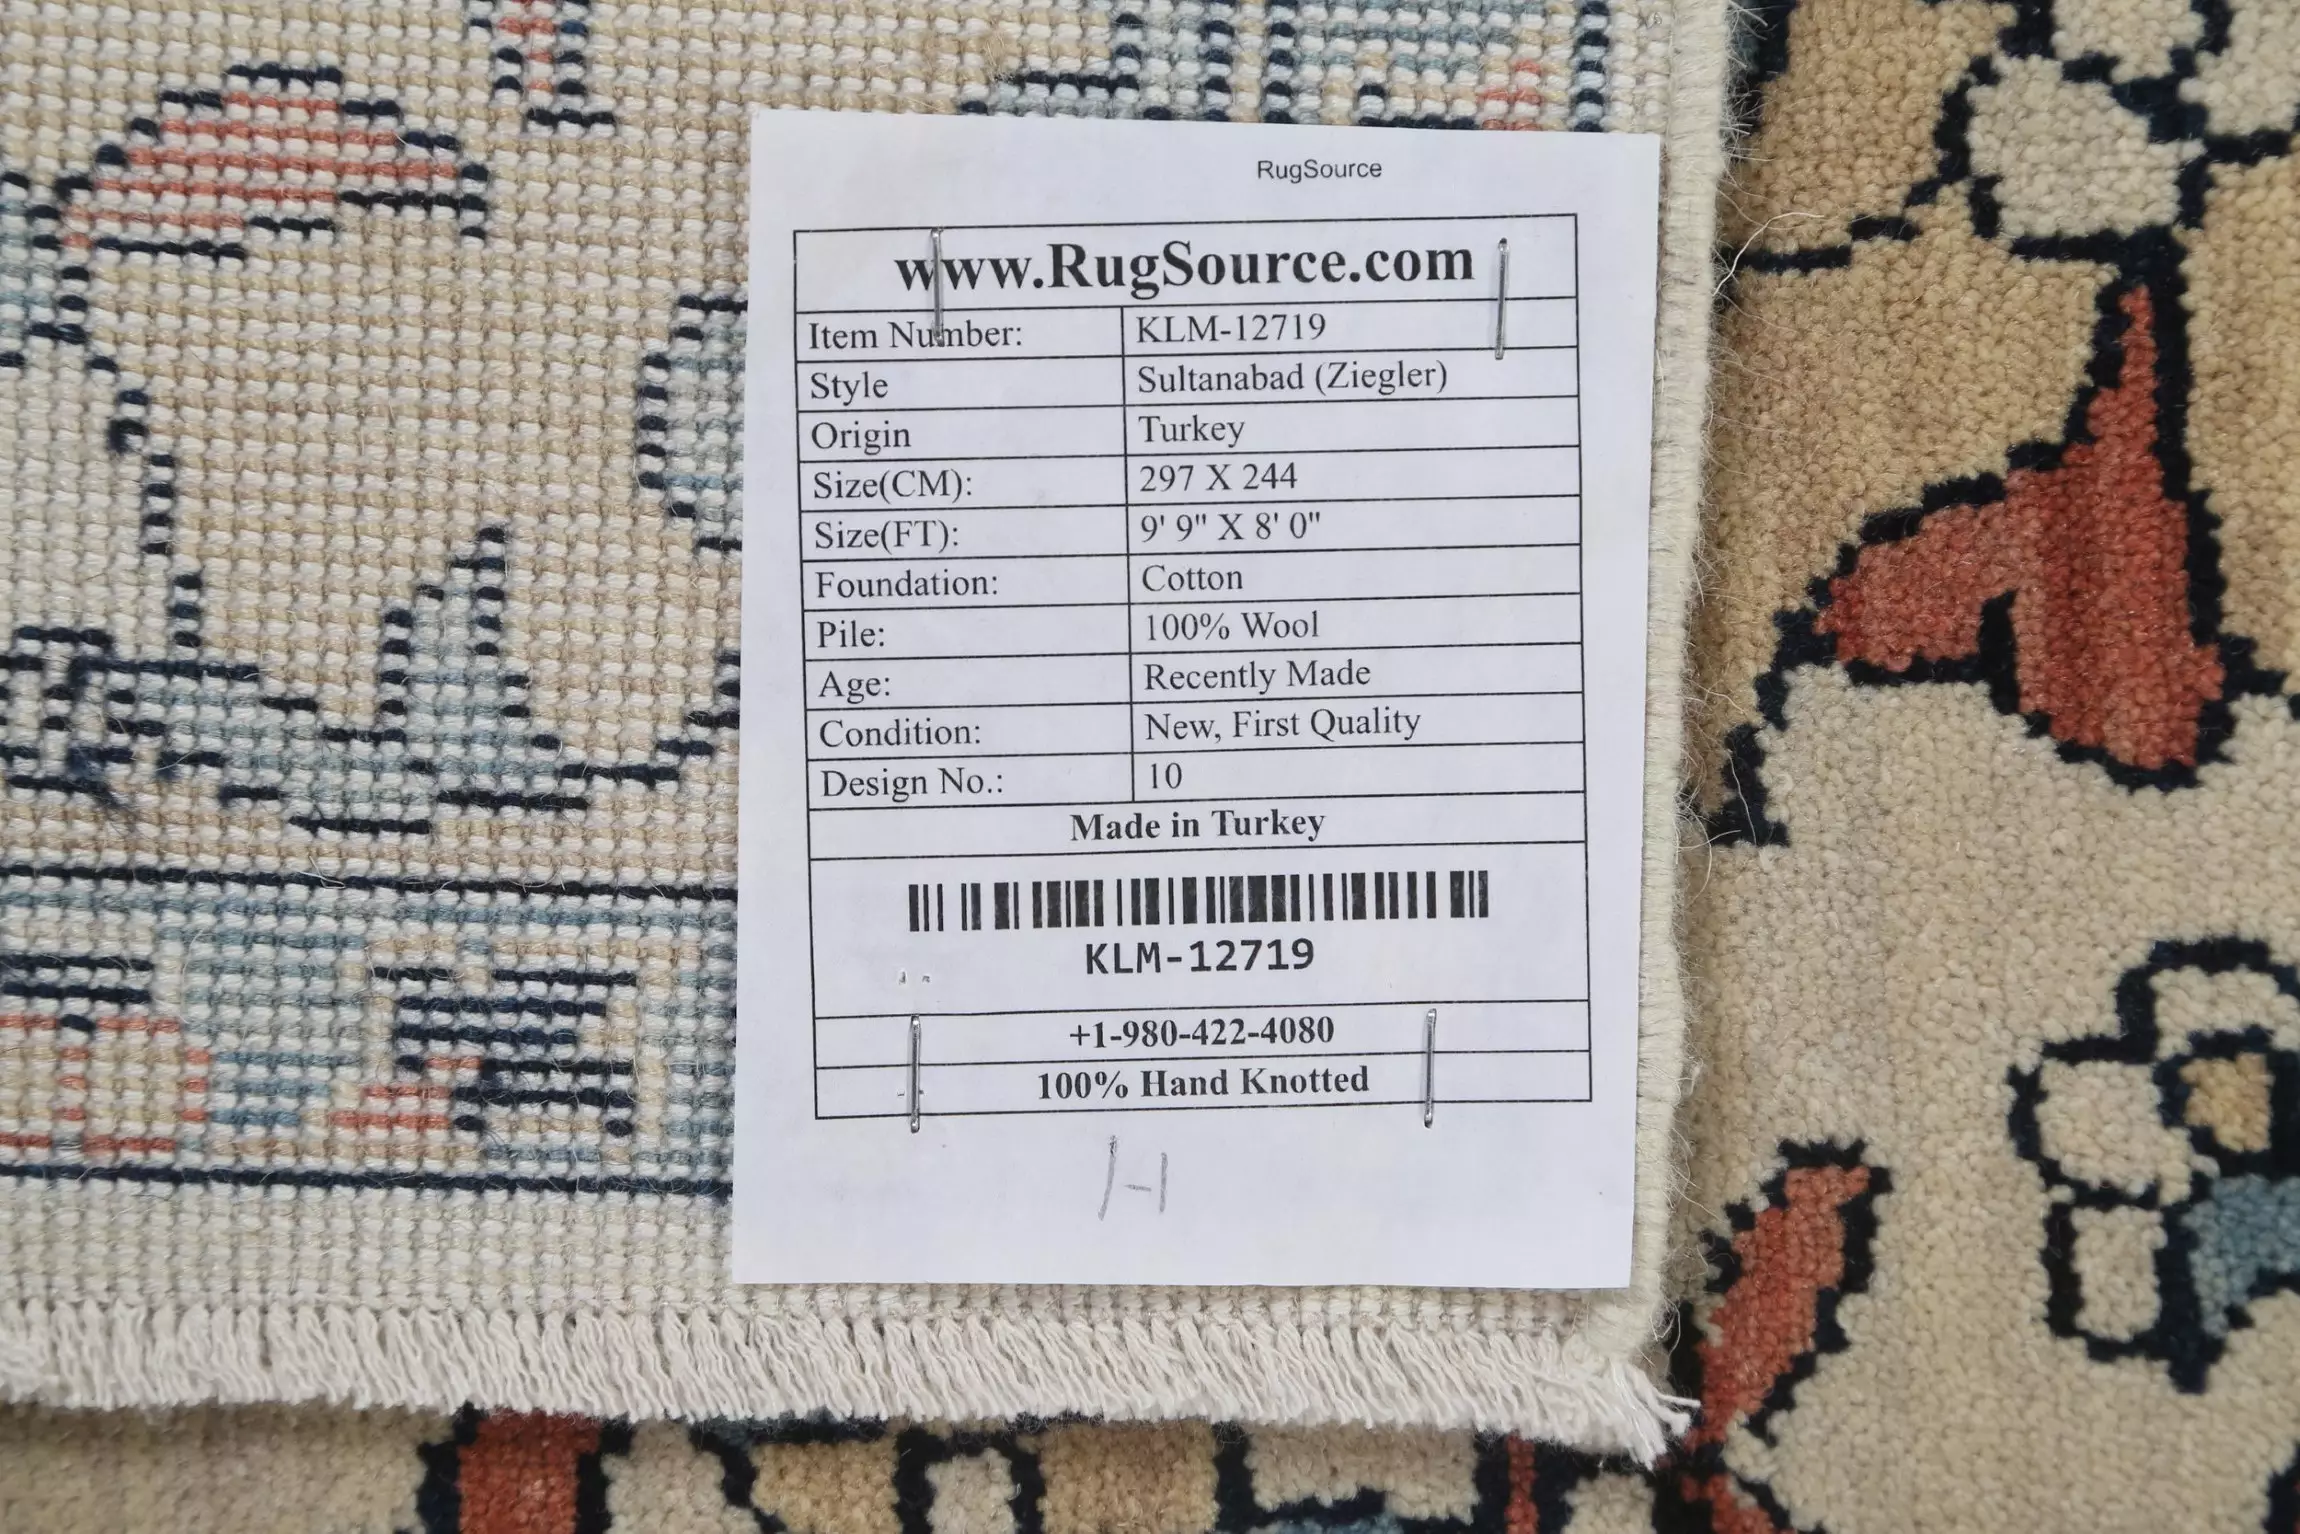 RugSource
www.RugSource.com
Item Number: KLM-12719
Style Sultanabad (Ziegler)
Origin Turkey
Size(CM): 297 X 244
Size(FT): 9' 9" X 8' 0"
Foundation: Cotton
Pile: 100% Wool
Age: Recently Made
Condition: New, First Quality
Design No.: 10
Made in Turkey
KLM-12719
+1-980-422-4080
100% Hand Knotted
H